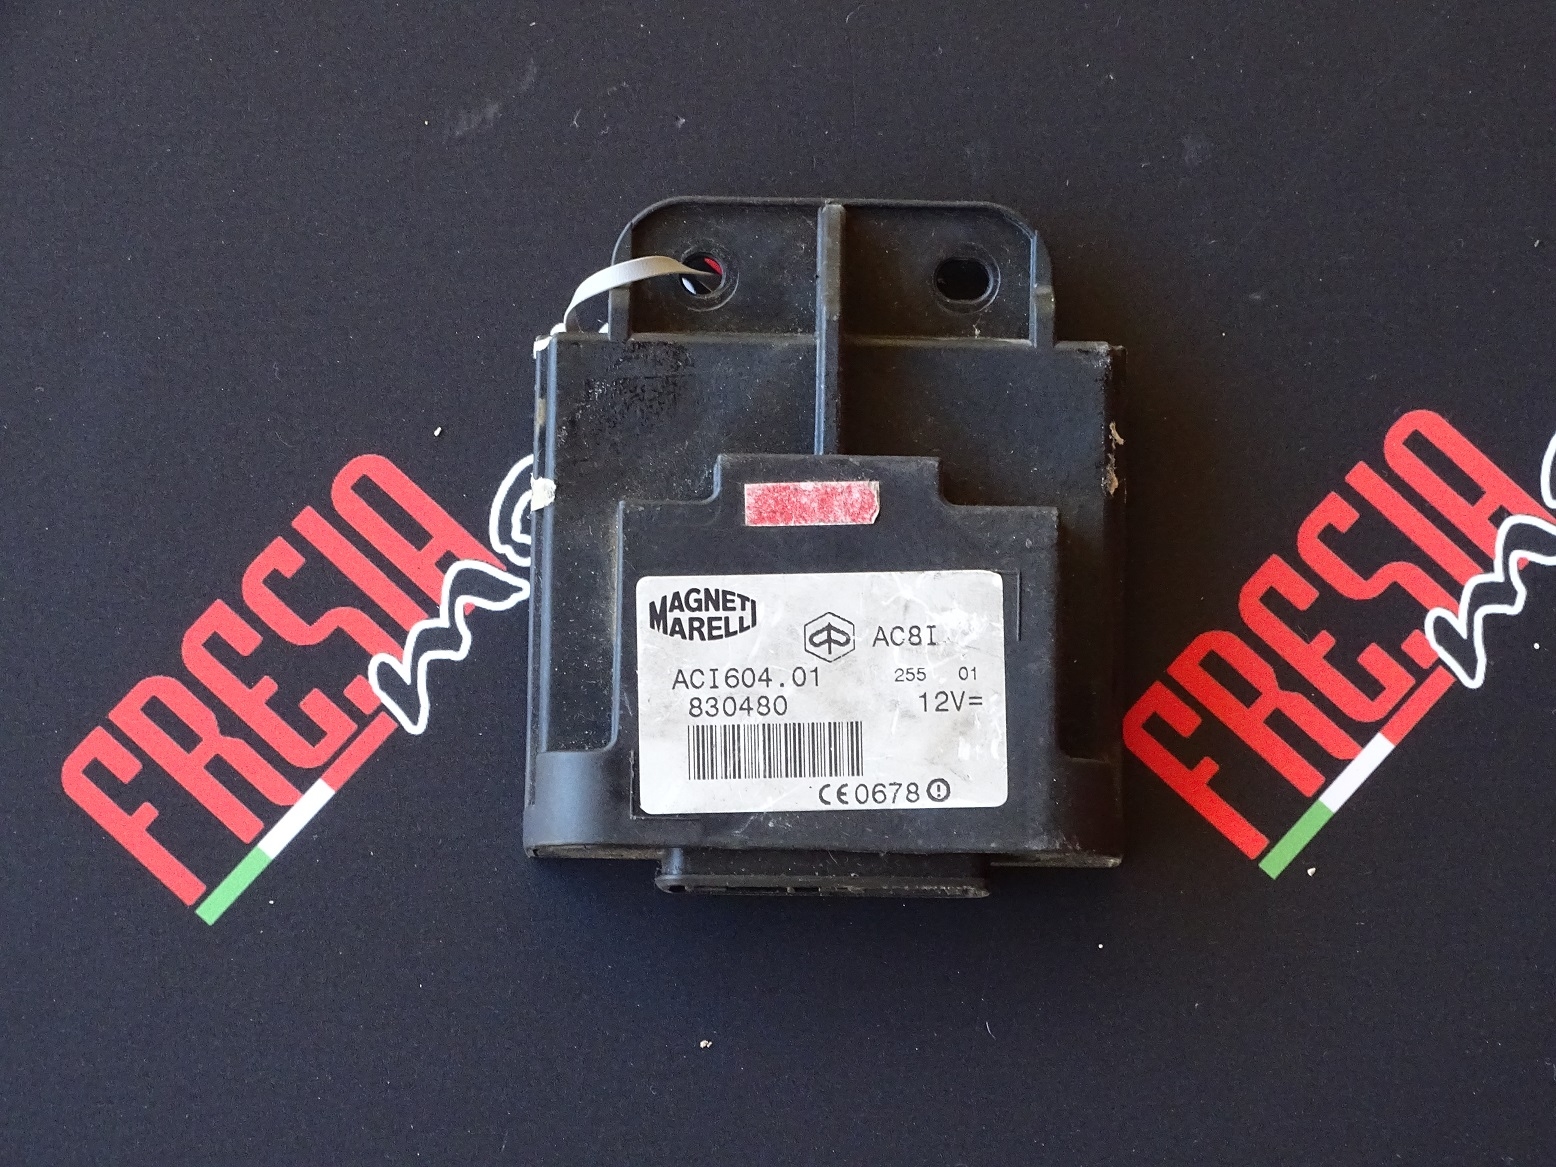 MAGNETI
MARELLI
AC8I
ACI604.01
255 01
830480
12V=
CE0678
FRESIA
FRESIA